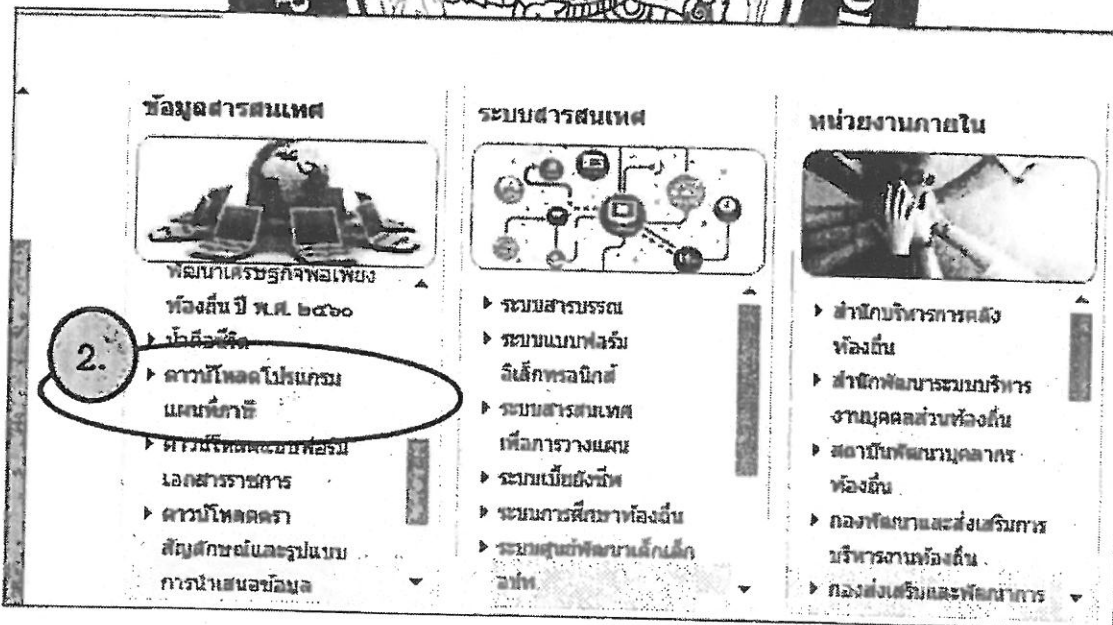 ข้อมูลสารสนเทศ
พัฒนาเศรษฐกิจพอเพียง
ท้องถิ่น ปี พ.ศ. ๒๕๖๐
2.
ดาวน์โหลดโปรแกรม
แผนที่ภาษี
ดาวน์โหลดแบบฟอร์ม
เอกสารราชการ
ดาวน์โหลดตรา
สัญลักษณ์และรูปแบบ
การนำเสนอข้อมูล
ระบบสารสนเทศ
ระบบสารบรรณ
ระบบแบบฟอร์ม
อิเล็กทรอนิกส์
ระบบสารสนเทศ
เพื่อการวางแผน
ระบบเบี้ยยังชีพ
ระบบการศึกษาท้องถิ่น
ระบบศูนย์พัฒนาเด็กเล็ก
อปท.
หน่วยงานภายใน
สำนักบริหารการคลัง
ท้องถิ่น
สำนักพัฒนาระบบบริหาร
งานบุคคลส่วนท้องถิ่น
สถาบันพัฒนาบุคลากร
ท้องถิ่น
กองพัฒนาและส่งเสริมการ
บริหารงานท้องถิ่น
กองส่งเสริมและพัฒนาการ